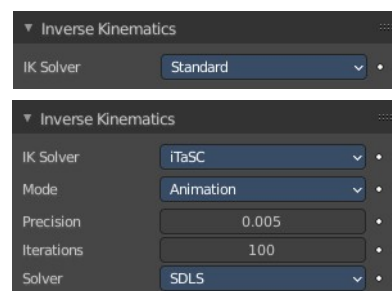 Inverse Kinematics
IK Solver Standard
Inverse Kinematics
IK Solver iTaSC
Mode Animation
Precision 0.005
Iterations 100
Solver SDLS